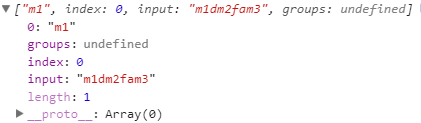 ▼ ["m1", index: 0, input: "m1dm2fam3", groups: undefined]
0: "m1"
groups: undefined
index: 0
input: "m1dm2fam3"
length: 1
▶ __proto__: Array(0)